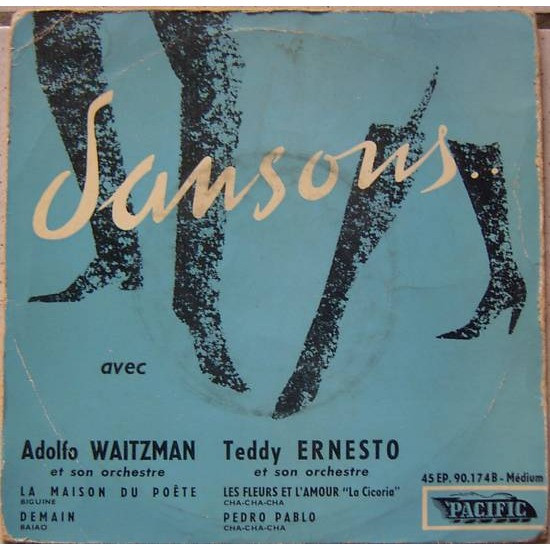 Dansons..
avec
Adolfo WAITZMAN
et son orchestre
LA MAISON DU POÊTE
BIGUINE
DEMAIN
BAIAO
Teddy ERNESTO
et son orchestre
LES FLEURS ET L'AMOUR "La Cicoria"
CHA-CHA-CHA
PEDRO PABLO
CHA-CHA-CHA
45 EP. 90.174 B - Médium
PACIFIC